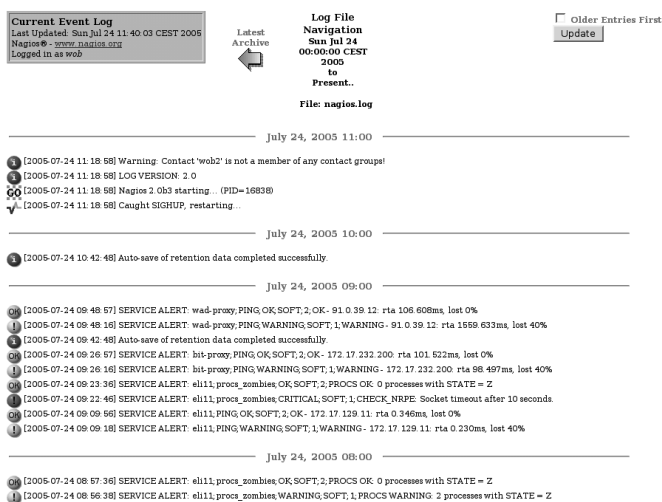 Current Event Log
Last Updated: Sun Jul 24 11:40:03 CEST 2005
Nagios® - www.nagios.org
Logged in as wob
Latest
Archive
Log File
Navigation
Sun Jul 24
00:00:00 CEST
2005
to
Present..
File: nagios.log
Older Entries First
Update
July 24, 2005 11:00
[2005-07-24 11:18:58] Warning: Contact 'wob2' is not a member of any contact groups!
[2005-07-24 11:18:58] LOG VERSION: 2.0
GO [2005-07-24 11:18:58] Nagios 2.0b3 starting... (PID=16838)
[2005-07-24 11:18:58] Caught SIGHUP, restarting...
July 24, 2005 10:00
[2005-07-24 10:42:48] Auto-save of retention data completed successfully.
July 24, 2005 09:00
OK [2005-07-24 09:48:57] SERVICE ALERT: wad-proxy;PING;OK;SOFT;2;OK - 91.0.39.12: rta 106.608ms, lost 0%
! [2005-07-24 09:48:16] SERVICE ALERT: wad-proxy;PING;WARNING;SOFT;1;WARNING - 91.0.39.12: rta 1559.633ms, lost 40%
[2005-07-24 09:42:48] Auto-save of retention data completed successfully.
OK [2005-07-24 09:26:57] SERVICE ALERT: bit-proxy;PING;OK;SOFT;2;OK - 172.17.232.200: rta 101.522ms, lost 0%
! [2005-07-24 09:26:16] SERVICE ALERT: bit-proxy;PING;WARNING;SOFT;1;WARNING - 172.17.232.200: rta 98.497ms, lost 40%
OK [2005-07-24 09:23:36] SERVICE ALERT: eli11;procs_zombies;OK;SOFT;2;PROCS OK: 0 processes with STATE = Z
! [2005-07-24 09:22:46] SERVICE ALERT: eli11;procs_zombies;CRITICAL;SOFT;1;CHECK_NRPE: Socket timeout after 10 seconds.
OK [2005-07-24 09:09:56] SERVICE ALERT: eli11;PING;OK;SOFT;2;OK - 172.17.129.11: rta 0.346ms, lost 0%
! [2005-07-24 09:09:18] SERVICE ALERT: eli11;PING;WARNING;SOFT;1;WARNING - 172.17.129.11: rta 0.230ms, lost 40%
July 24, 2005 08:00
OK [2005-07-24 08:57:36] SERVICE ALERT: eli11;procs_zombies;OK;SOFT;2;PROCS OK: 0 processes with STATE = Z
! [2005-07-24 08:56:38] SERVICE ALERT: eli11;procs_zombies;WARNING;SOFT;1;PROCS WARNING: 2 processes with STATE = Z